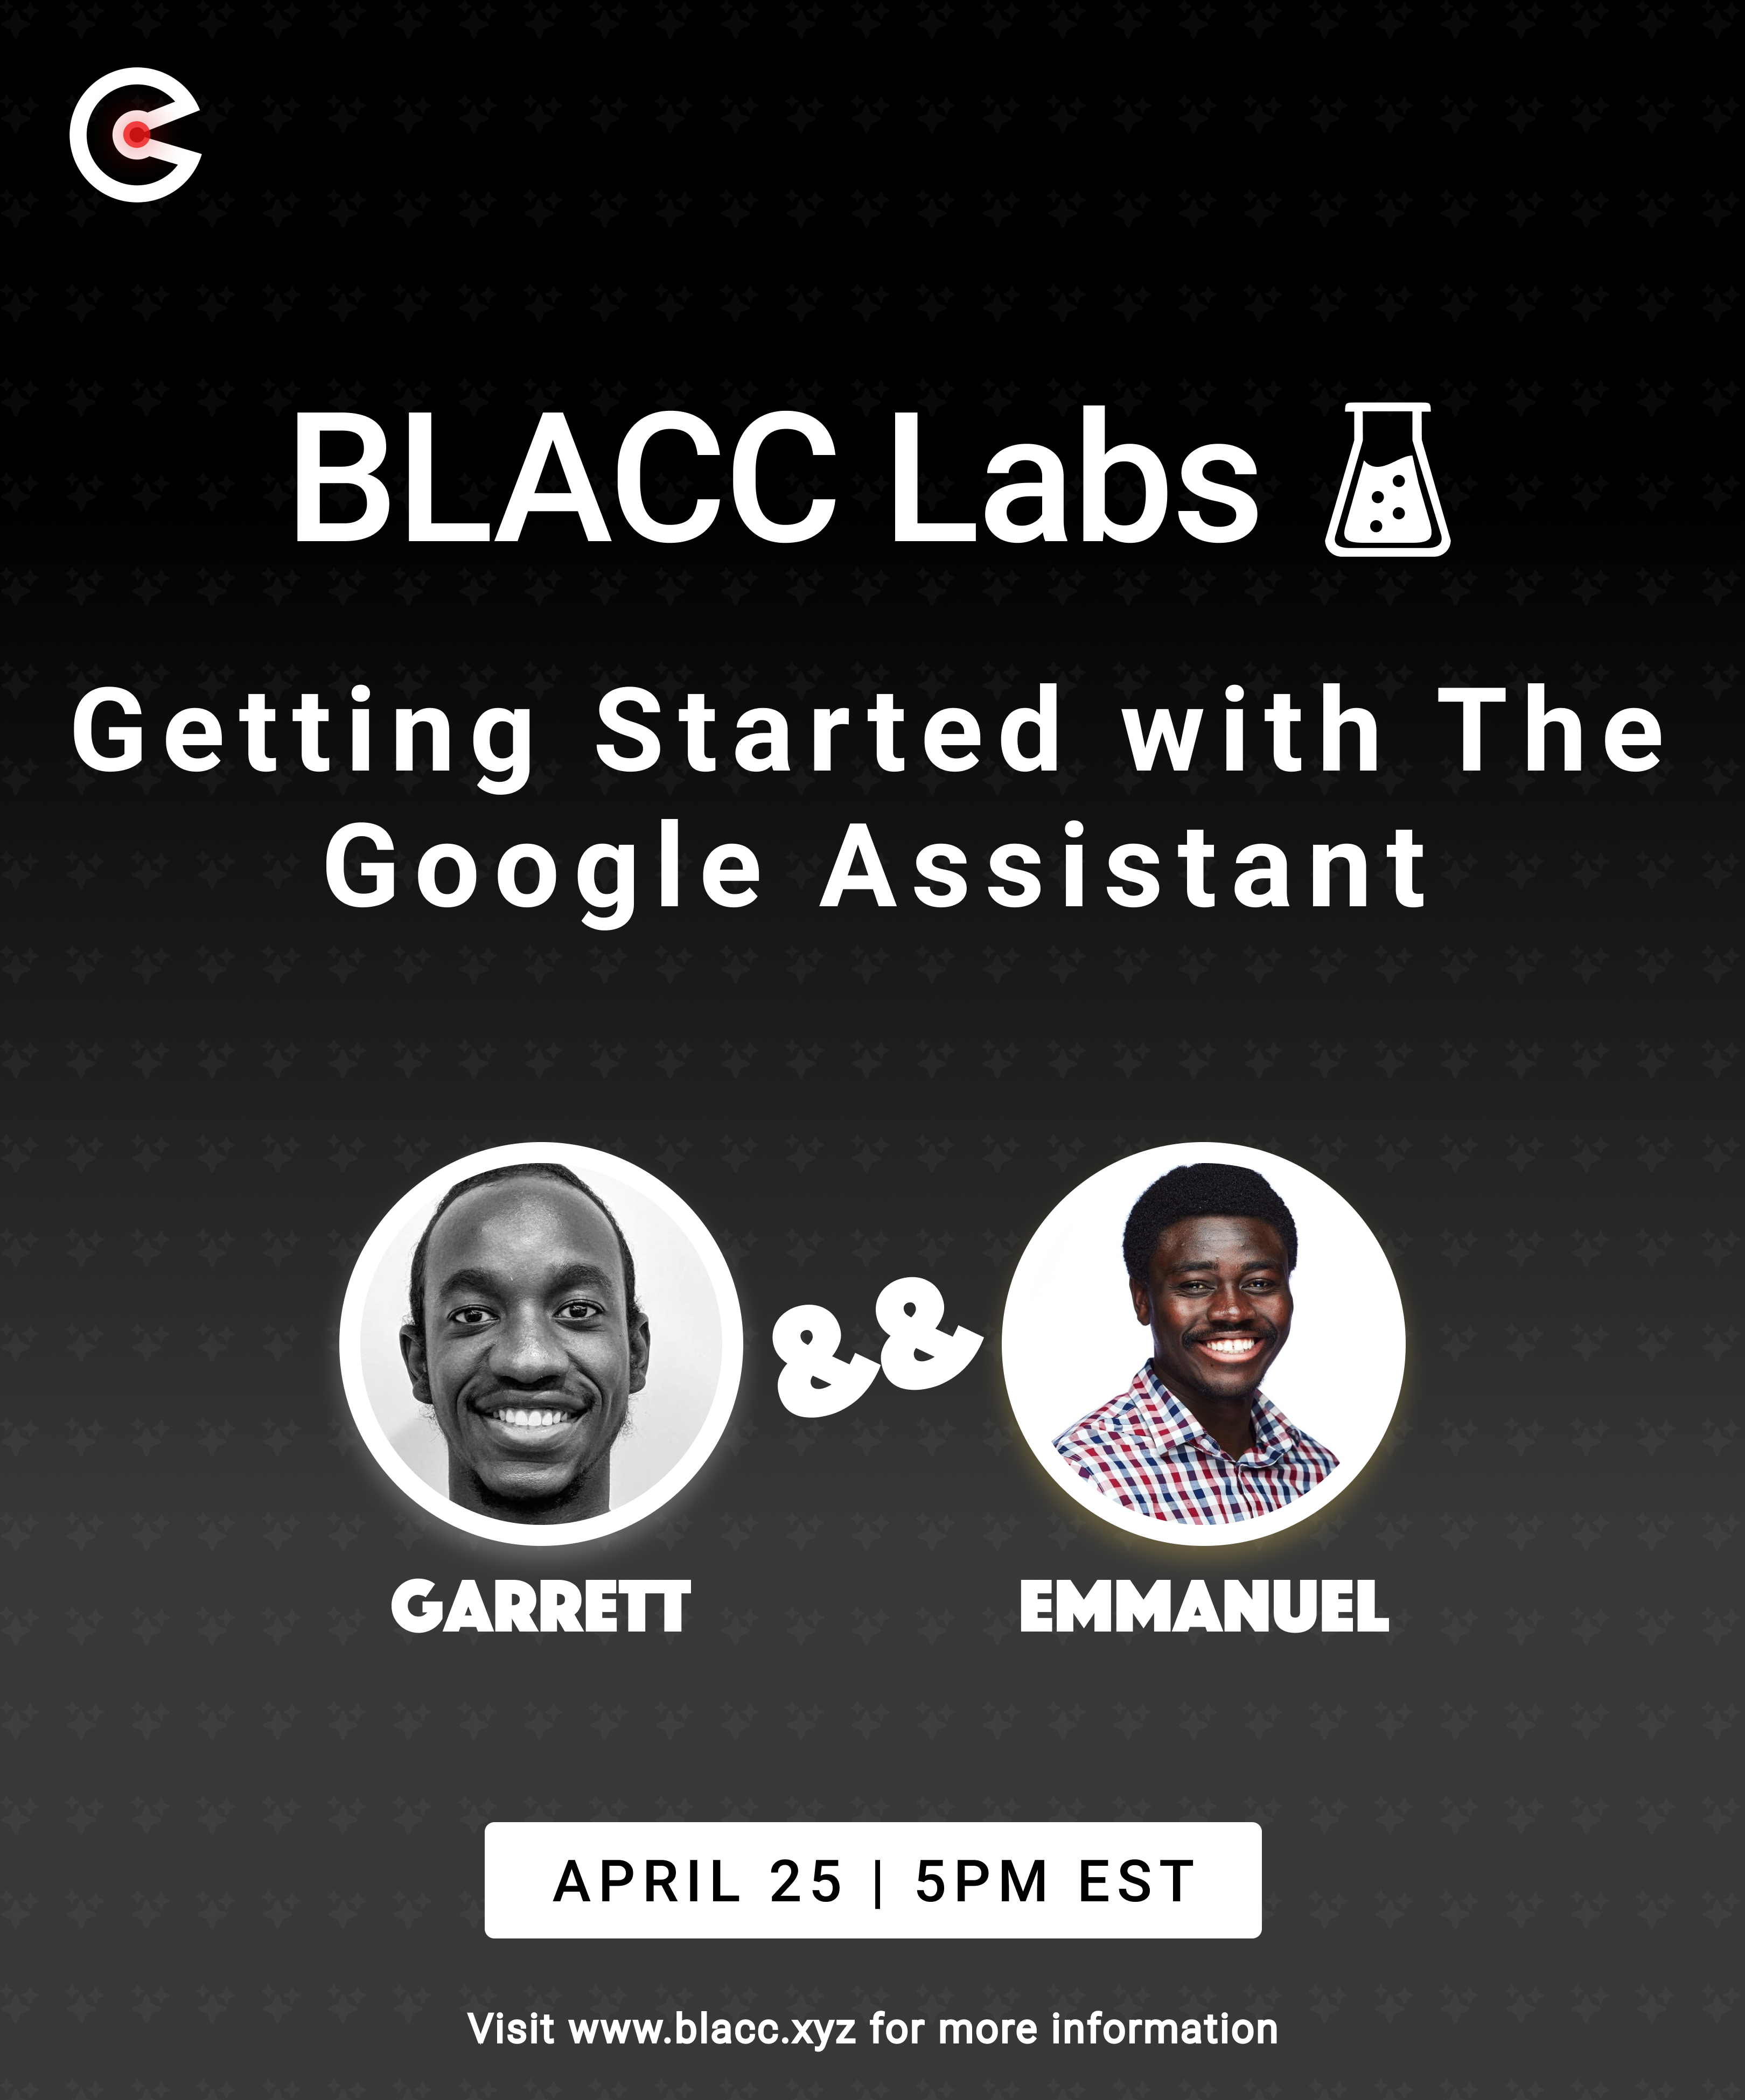 BLACC Labs
Getting Started with The
Google Assistant
&&
GARRETT
EMMANUEL
APRIL 25 | 5PM EST
Visit www.blacc.xyz for more information